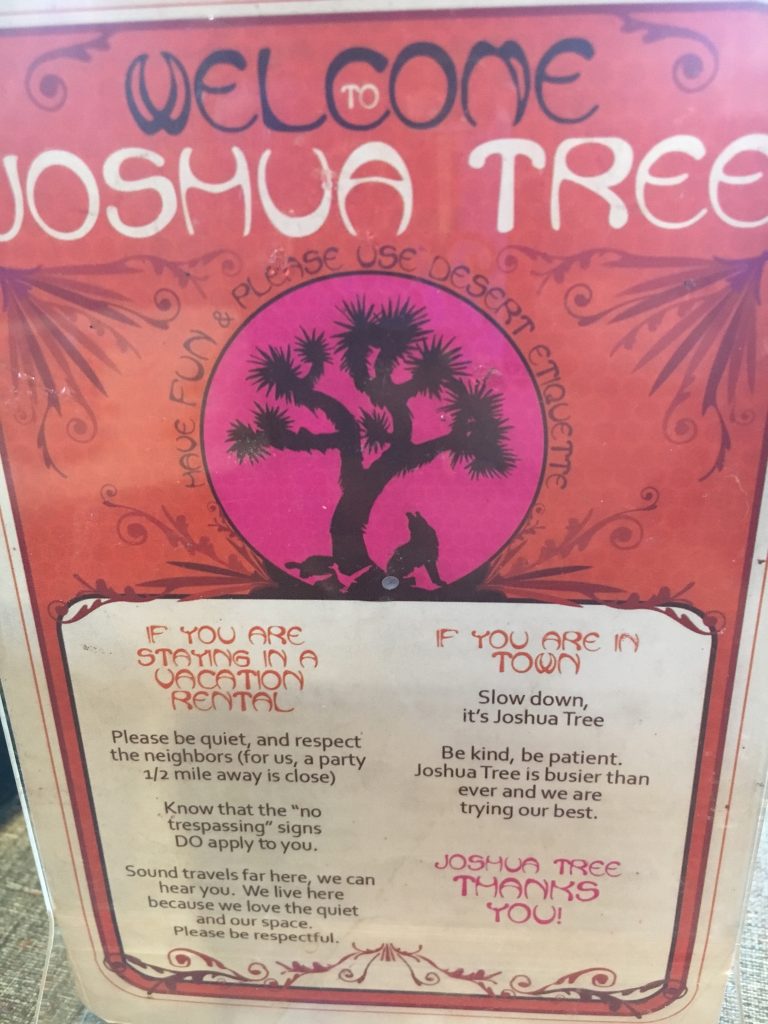 WELCOME
TO
JOSHUA TREE
HAVE FUN & PLEASE USE DESERT ETIQUETTE
IF YOU ARE
STAYING IN A
VACATION
RENTAL
Please be quiet, and respect
the neighbors (for us, a party
1/2 mile away is close)
Know that the “no
trespassing” signs
DO apply to you.
Sound travels far here, we can
hear you. We live here
because we love the quiet
and our space.
Please be respectful.
IF YOU ARE IN
TOWN
Slow down,
it’s Joshua Tree
Be kind, be patient.
Joshua Tree is busier than
ever and we are
trying our best.
JOSHUA TREE
THANKS
YOU!